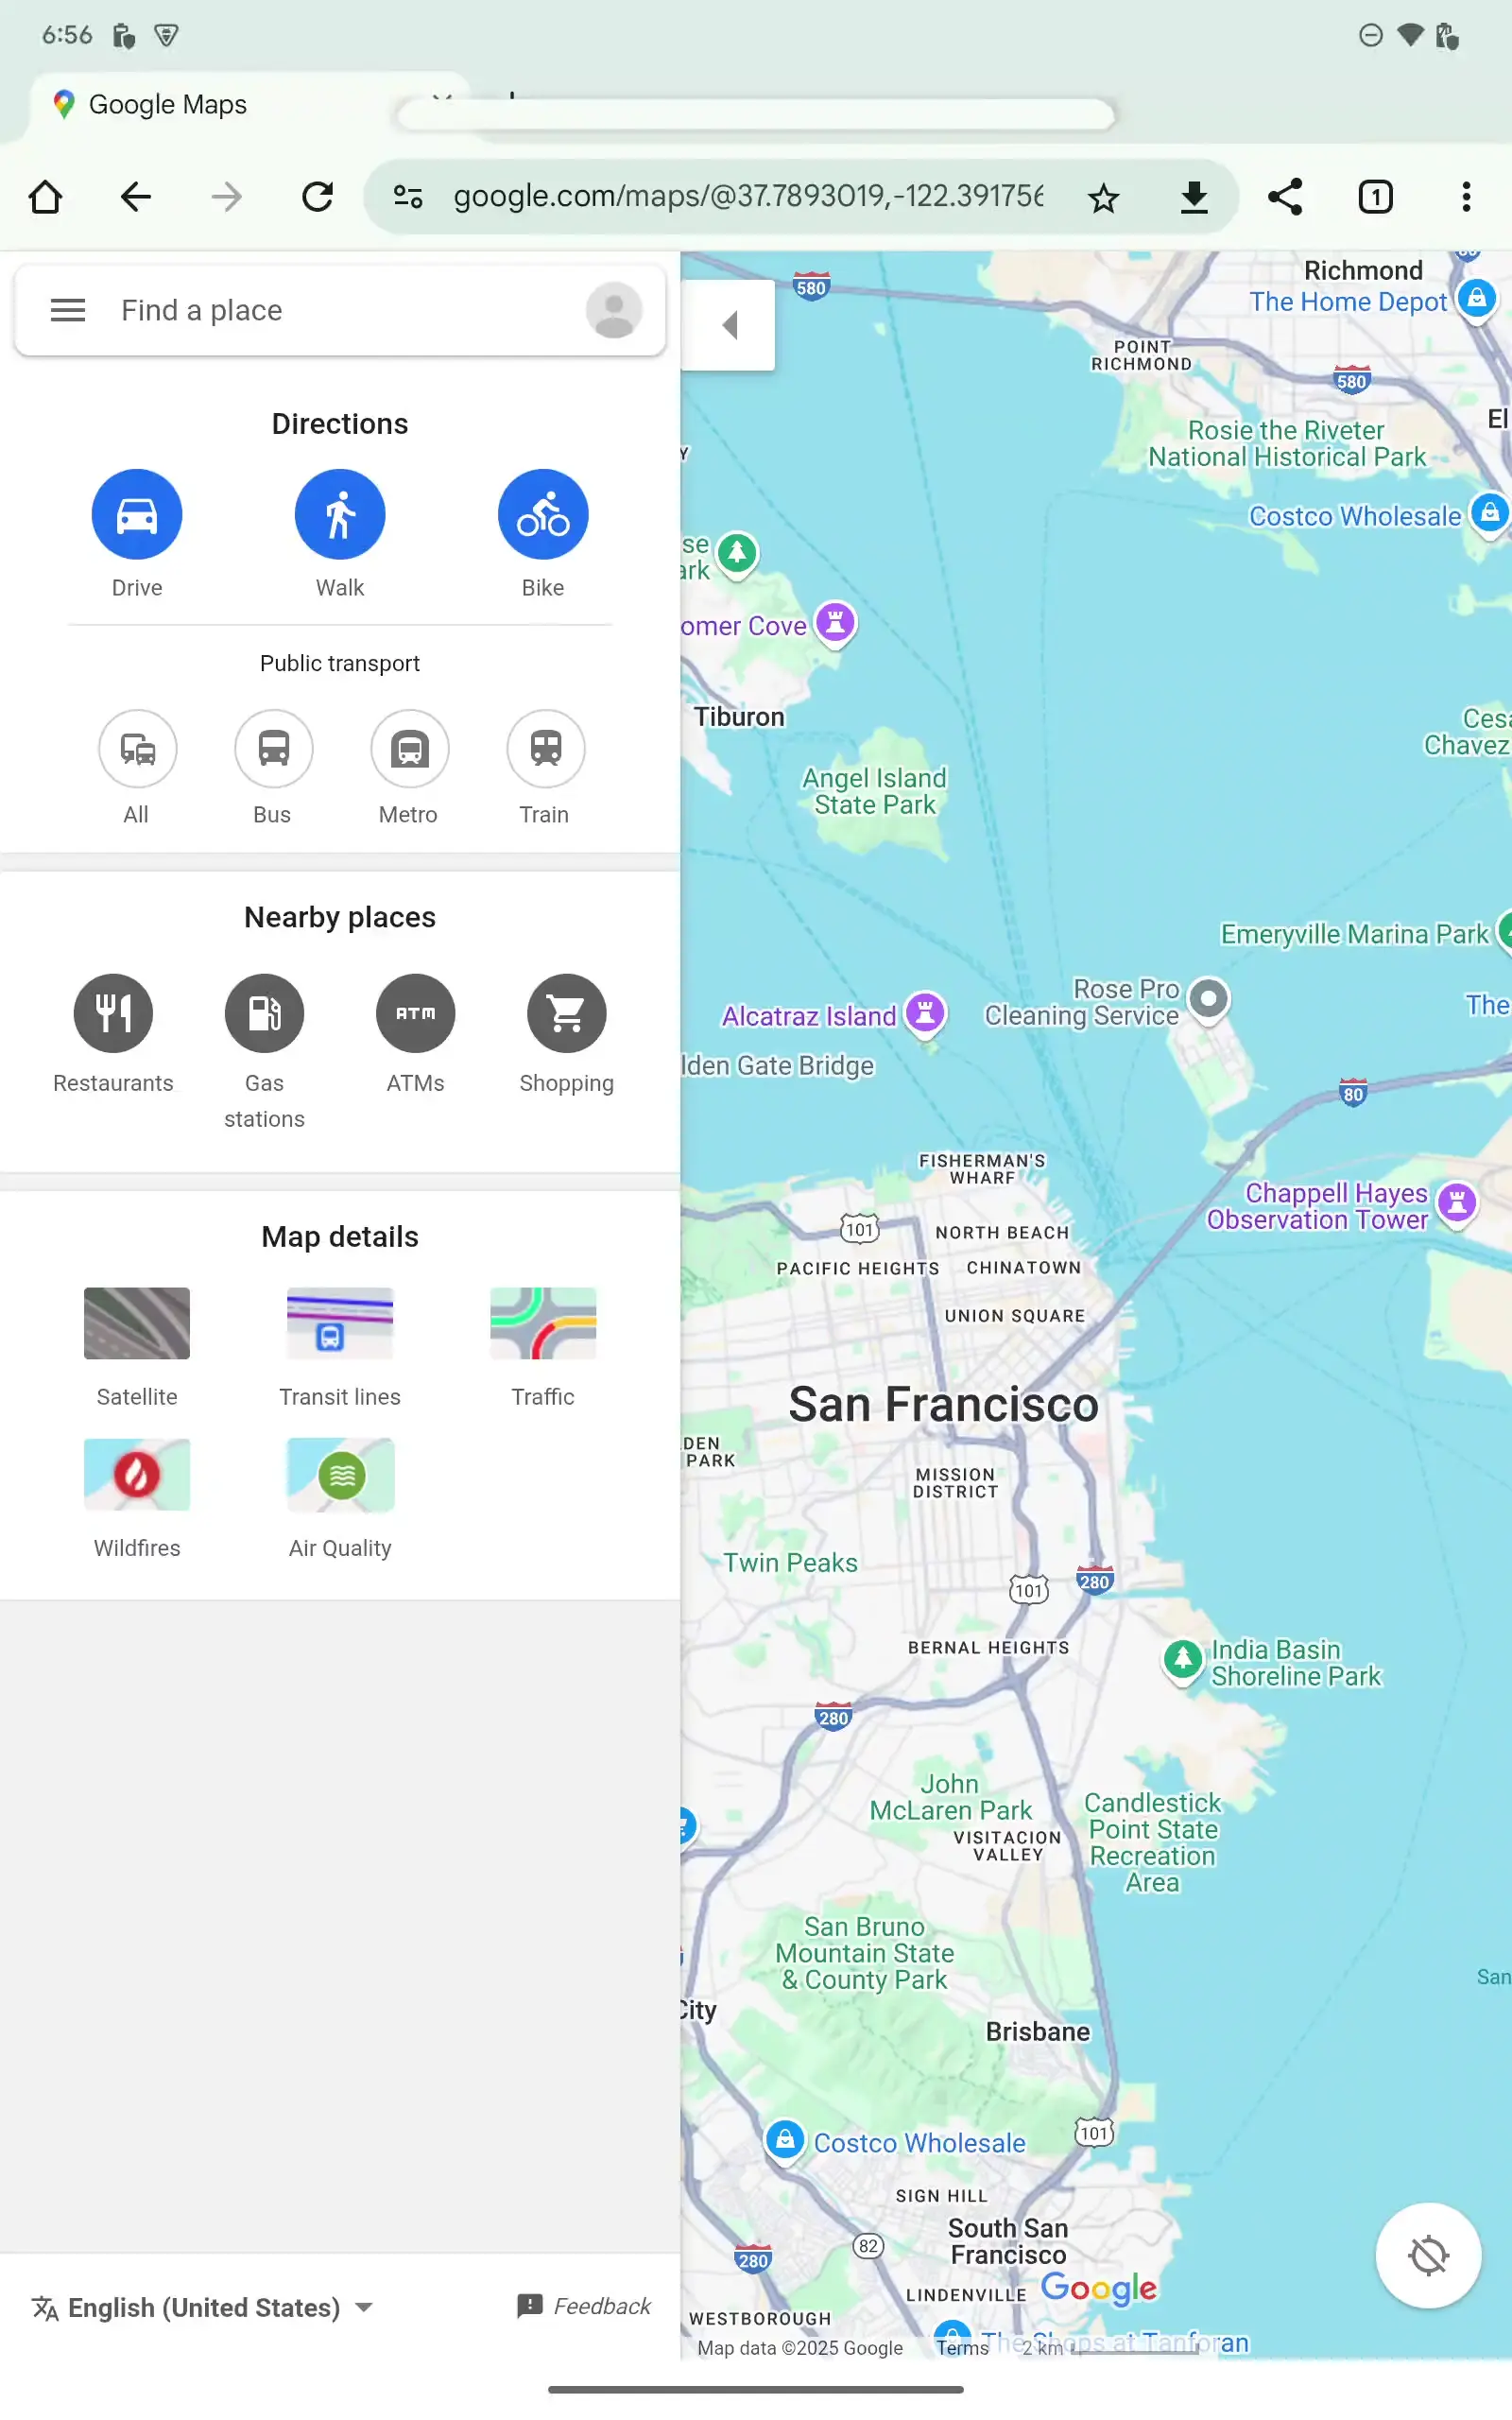 6:56
Google Maps
google.com/maps/@37.7893019,-122.391756
1
Find a place
Directions
Drive
Walk
Bike
Public transport
All
Bus
Metro
Train
Nearby places
Restaurants
Gas
stations
ATM
ATMs
Shopping
Map details
Satellite
Transit lines
Traffic
Wildfires
Air Quality
English (United States)
Feedback
580
Richmond
The Home Depot
POINT
RICHMOND
580
El
Rosie the Riveter
National Historical Park
Costco Wholesale
Y
se
ark
omer Cove
Tiburon
Cesa
Chavez
Angel Island
State Park
Emeryville Marina Park
Rose Pro
Cleaning Service
The
Alcatraz Island
lden Gate Bridge
80
FISHERMAN'S
WHARF
Chappell Hayes
Observation Tower
101
NORTH BEACH
PACIFIC HEIGHTS
CHINATOWN
UNION SQUARE
San Francisco
DEN
PARK
MISSION
DISTRICT
Twin Peaks
101
280
BERNAL HEIGHTS
India Basin
Shoreline Park
280
John
McLaren Park
Candlestick
Point State
Recreation
Area
VISITACION
VALLEY
San Bruno
Mountain State
& County Park
San
City
Brisbane
Costco Wholesale
101
SIGN HILL
82
South San
Francisco
280
LINDENVILLE
Google
WESTBOROUGH
The Shops at Tanforan
Map data ©2025 Google
Terms
2 km